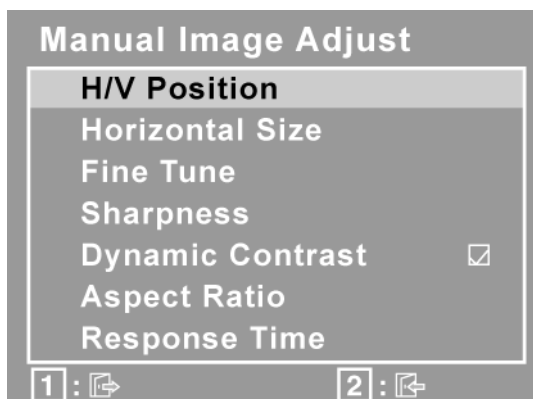 Manual Image Adjust
H/V Position
Horizontal Size
Fine Tune
Sharpness
Dynamic Contrast
Aspect Ratio
Response Time
1 : 2 :